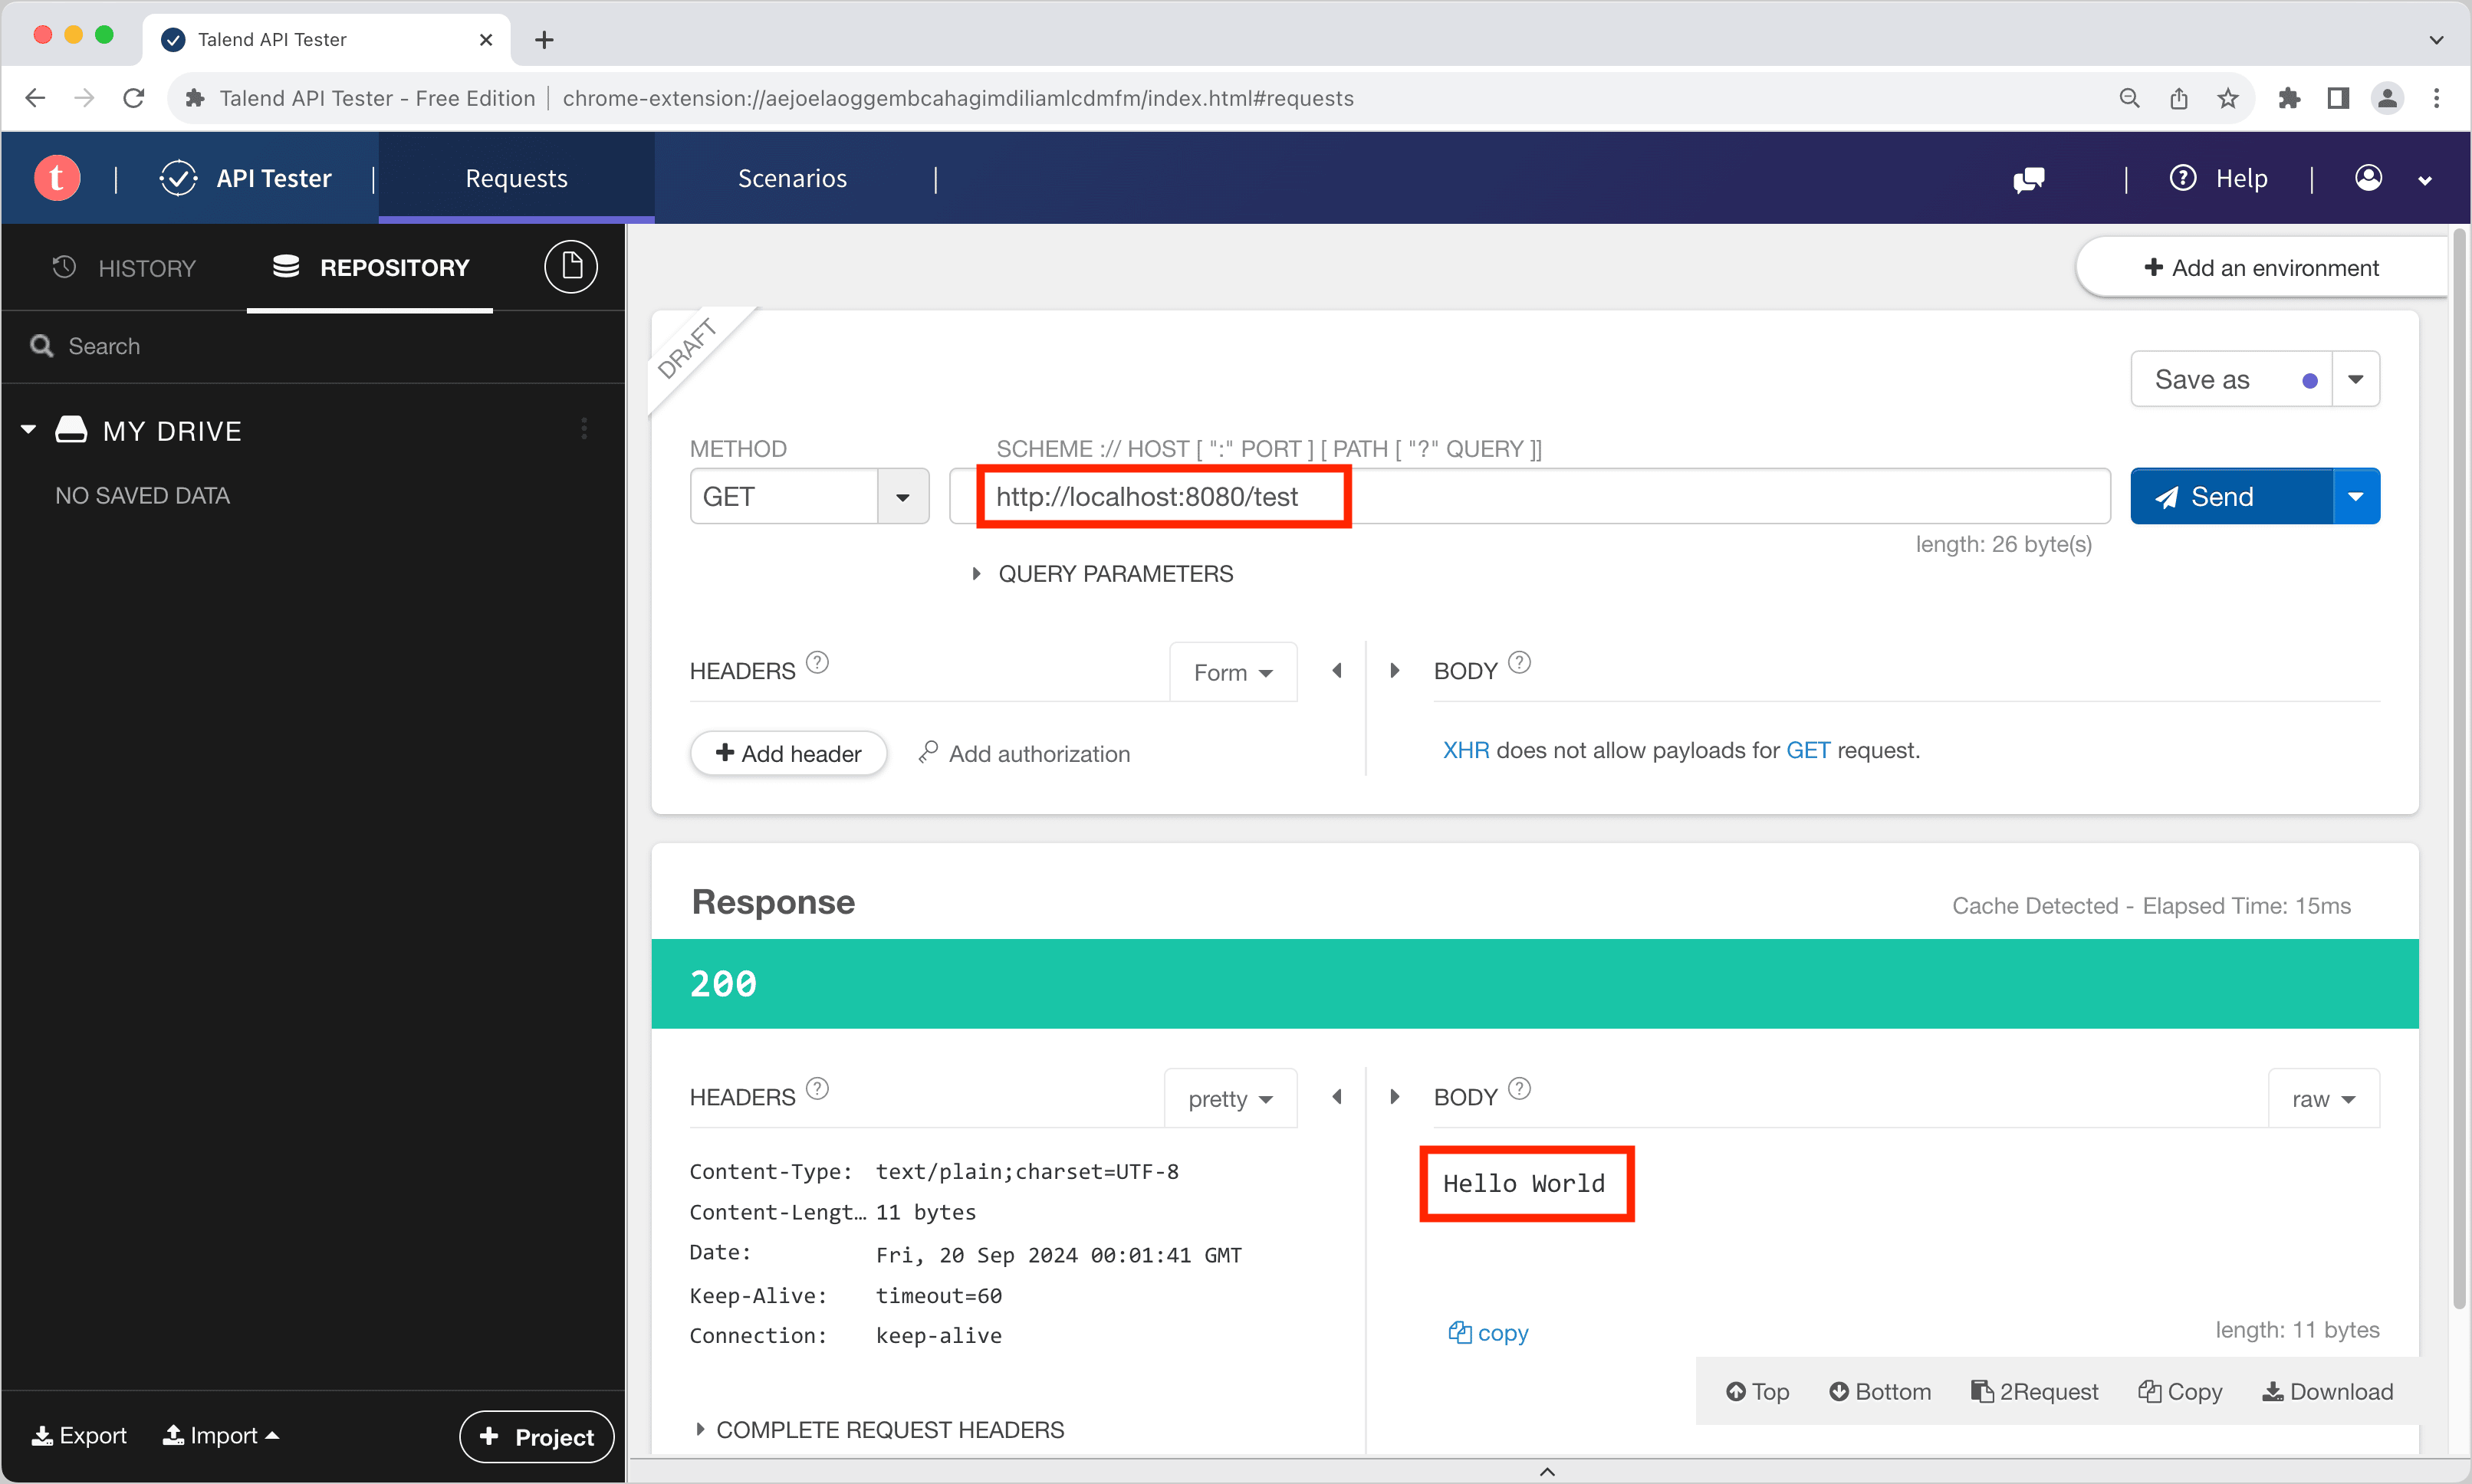 Talend API Tester
Talend API Tester - Free Edition | chrome-extension://aejoelaoggembcahagimdiliamlcdmfm/index.html#requests
t | API Tester | Requests Scenarios | | Help |
HISTORY REPOSITORY
Add an environment
Search
DRAFT
Save as
MY DRIVE
METHOD SCHEME :// HOST [ ":" PORT ] [ PATH [ "?" QUERY ]]
NO SAVED DATA
GET http://localhost:8080/test Send
length: 26 byte(s)
QUERY PARAMETERS
HEADERS ? Form BODY ?
Add header Add authorization XHR does not allow payloads for GET request.
Response Cache Detected - Elapsed Time: 15ms
200
HEADERS ? pretty BODY ? raw
Content-Type: text/plain;charset=UTF-8
Hello World
Content-Lengt… 11 bytes
Date: Fri, 20 Sep 2024 00:01:41 GMT
Keep-Alive: timeout=60
Connection: keep-alive
copy length: 11 bytes
Top Bottom 2Request Copy Download
COMPLETE REQUEST HEADERS
Export Import + Project